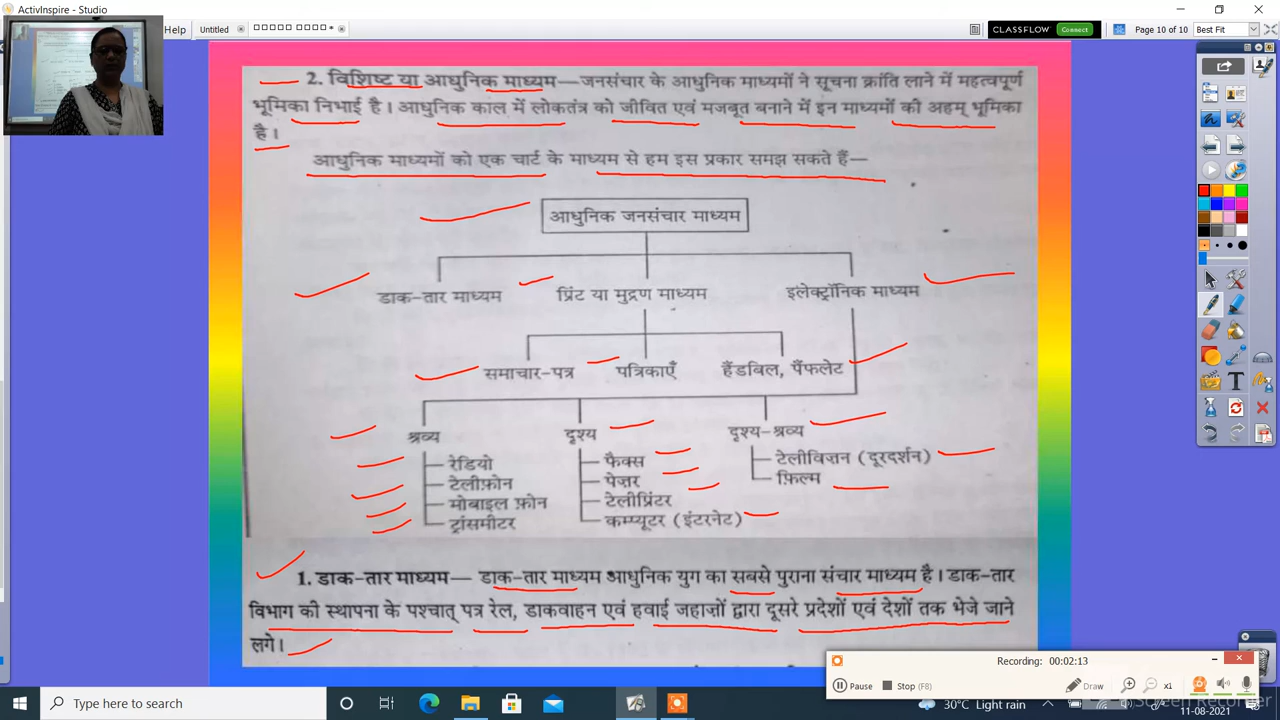 ActivInspire - Studio
Help
Untitled
CLASSFLOW Connect
Page 10 of 10
Best Fit
2. विशिष्ट या आधुनिक माध्यम—जनसंचार के आधुनिक माध्यमों ने सूचना क्रांति लाने में महत्वपूर्ण
भूमिका निभाई है। आधुनिक काल में लोकतंत्र को जीवित एवं मजबूत बनाने में इन माध्यमों की अहम् भूमिका
है।
आधुनिक माध्यमों को एक चार्ट के माध्यम से हम इस प्रकार समझ सकते हैं—
आधुनिक जनसंचार माध्यम
डाक-तार माध्यम प्रिंट या मुद्रण माध्यम इलेक्ट्रॉनिक माध्यम
समाचार-पत्र पत्रिकाएँ हैंडबिल, पैंफलेट
श्रव्य दृश्य दृश्य-श्रव्य
रेडियो फ़ैक्स टेलीविज़न (दूरदर्शन)
टेलीफ़ोन पेज़र फ़िल्म
मोबाइल फ़ोन टेलीप्रिंटर
ट्रांसमीटर कम्प्यूटर (इंटरनेट)
1. डाक-तार माध्यम— डाक-तार माध्यम आधुनिक युग का सबसे पुराना संचार माध्यम है। डाक-तार
विभाग की स्थापना के पश्चात् पत्र रेल, डाकवाहन एवं हवाई जहाज़ों द्वारा दूसरे प्रदेशों एवं देशों तक भेजे जाने
लगे।
Recording: 00:02:13
Pause Stop (F8) Draw x1
Screen Recorder
Type here to search
30°C Light rain
11-08-2021